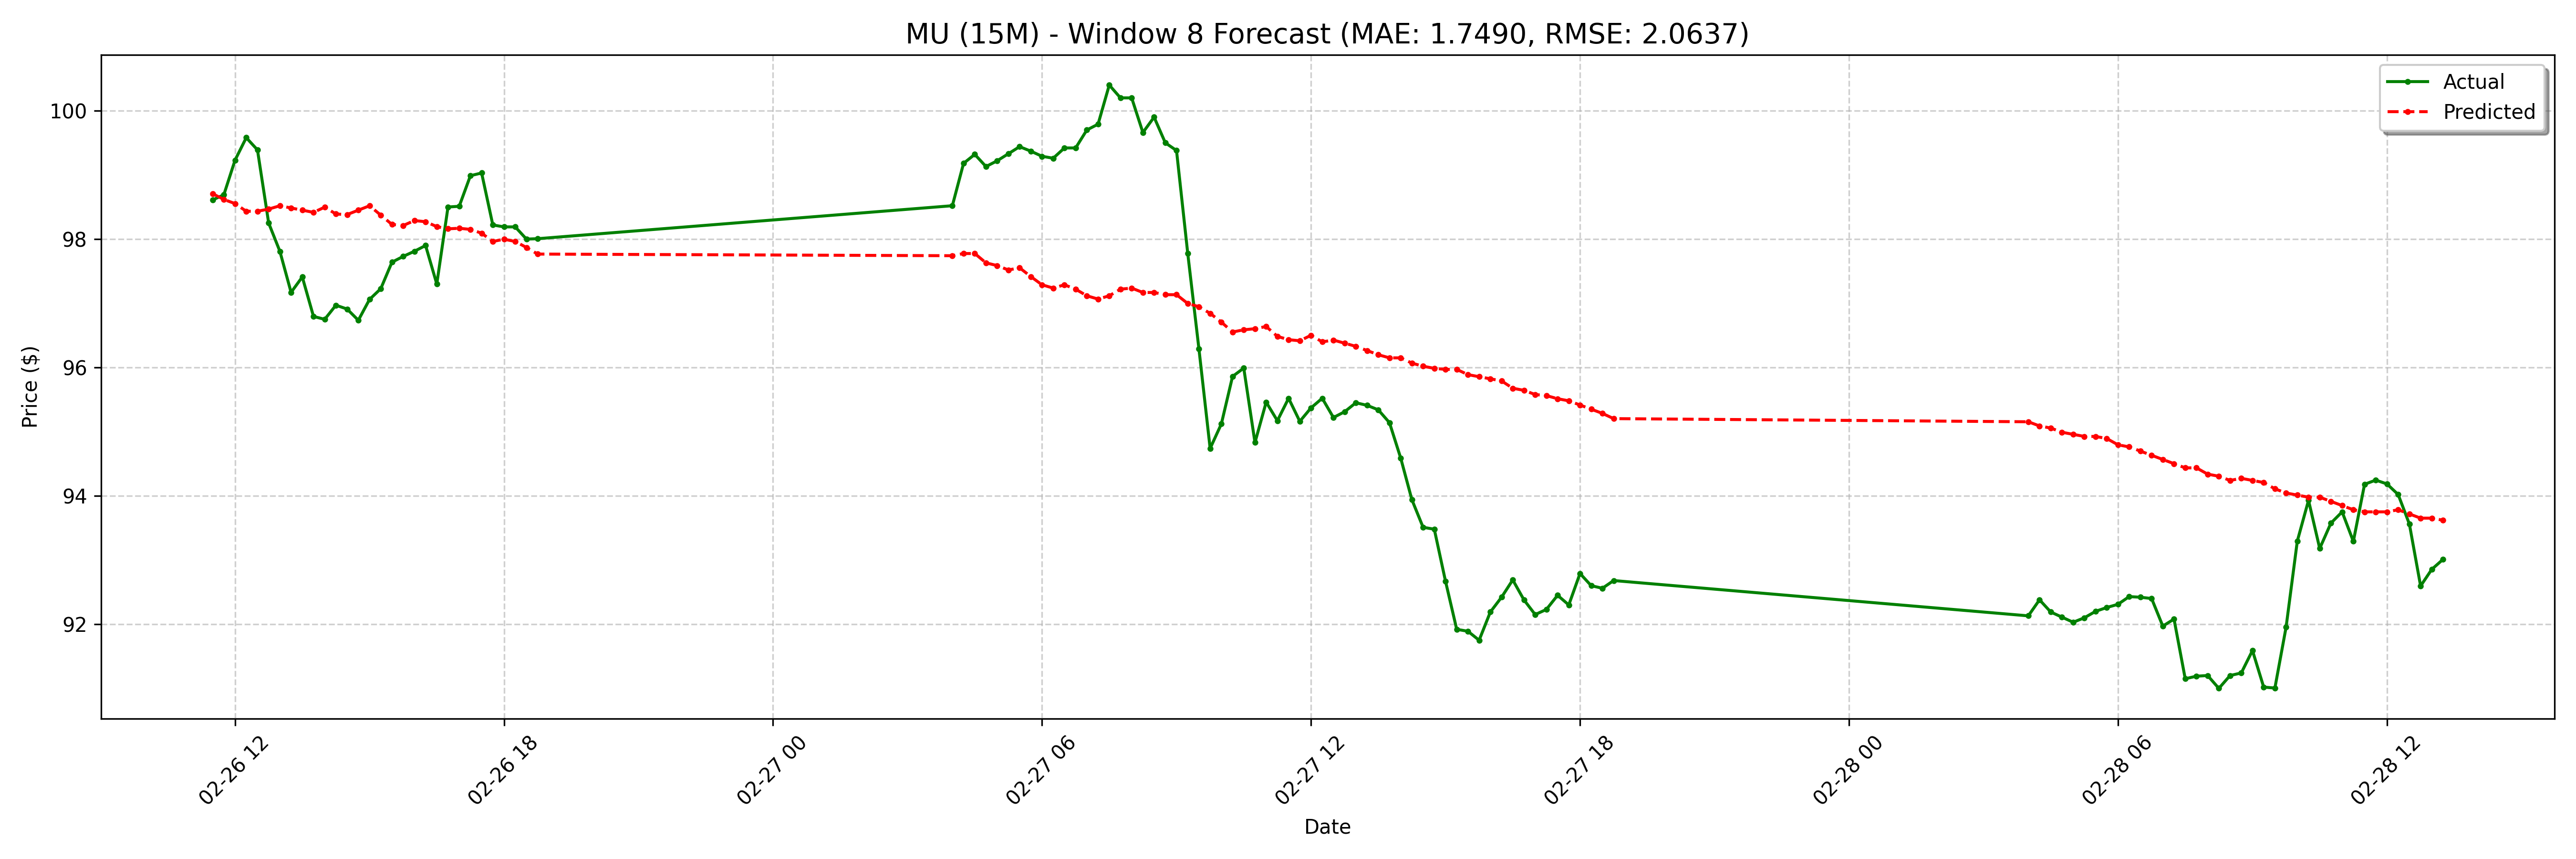 MU (15M) - Window 8 Forecast (MAE: 1.7490, RMSE: 2.0637)
Actual
Predicted
Price ($)
100
98
96
94
92
02-26 12
02-26 18
02-27 00
02-27 06
02-27 12
02-27 18
02-28 00
02-28 06
02-28 12
Date